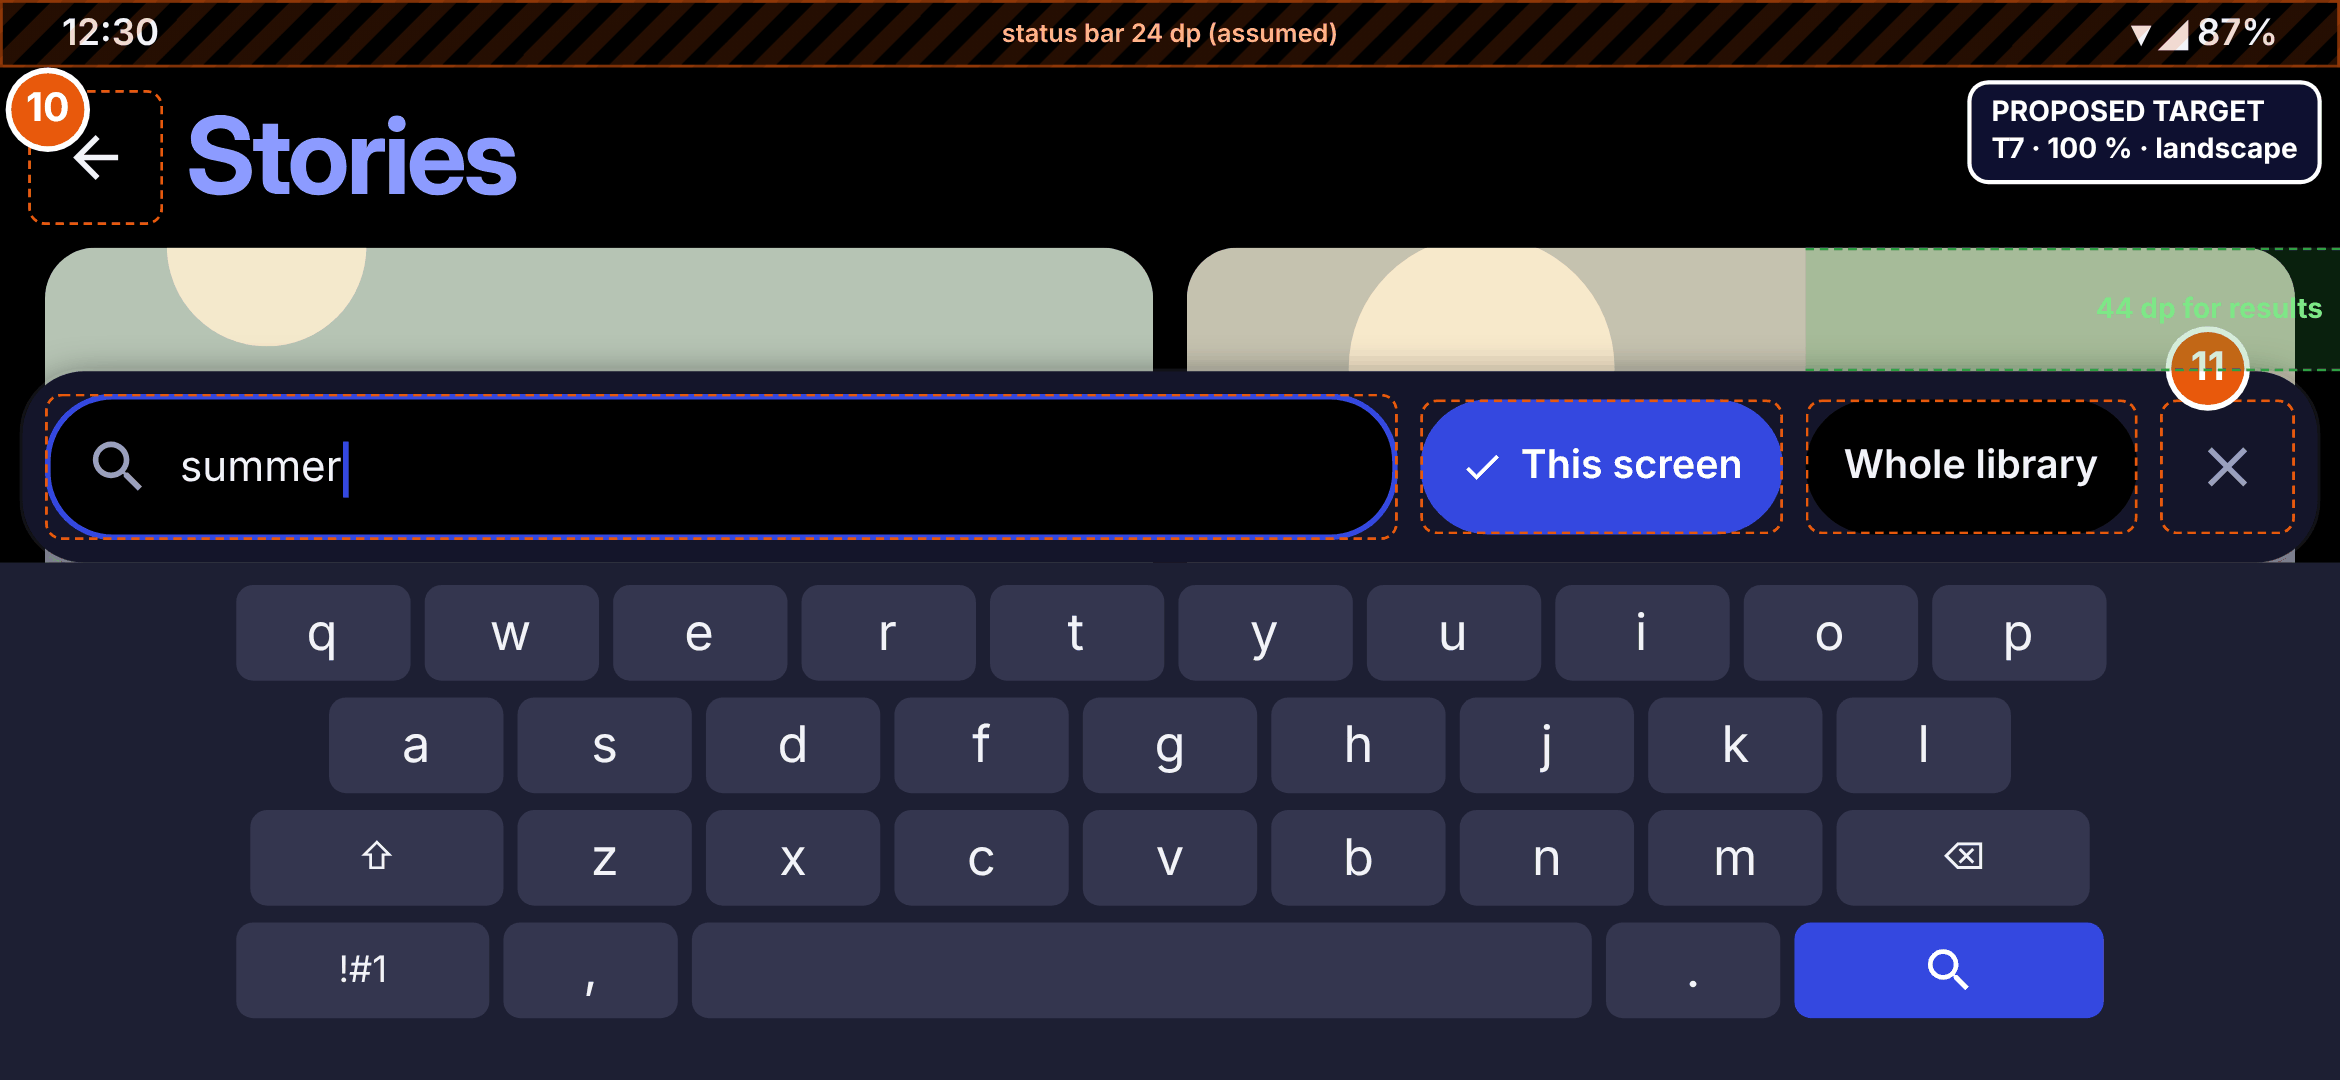 12:30
status bar 24 dp (assumed)
87%
10
Stories
PROPOSED TARGET
T7 · 100 % · landscape
44 dp for results
11
summer
This screen
Whole library
q w e r t y u i o p
a s d f g h j k l
z x c v b n m
!#1 , .